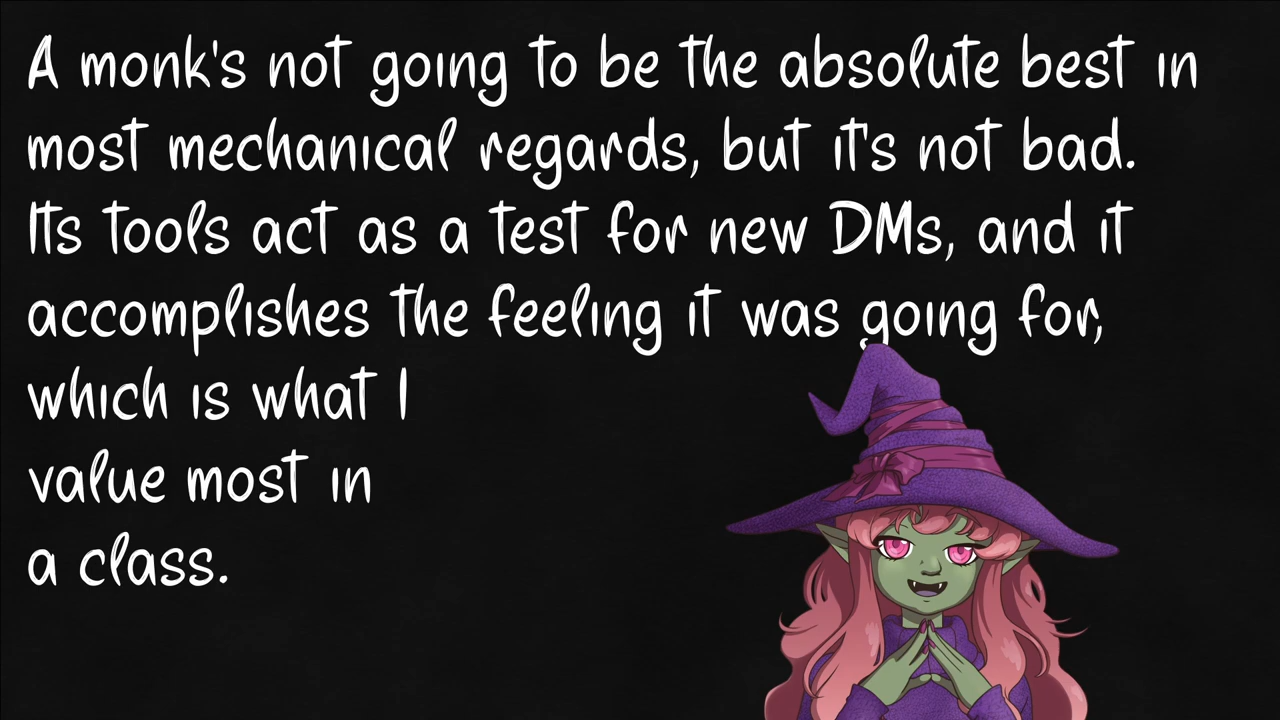 A monk's not going to be the absolute best in
most mechanical regards, but it's not bad.
Its tools act as a test for new DMs, and it
accomplishes the feeling it was going for,
which is what I
value most in
a class.